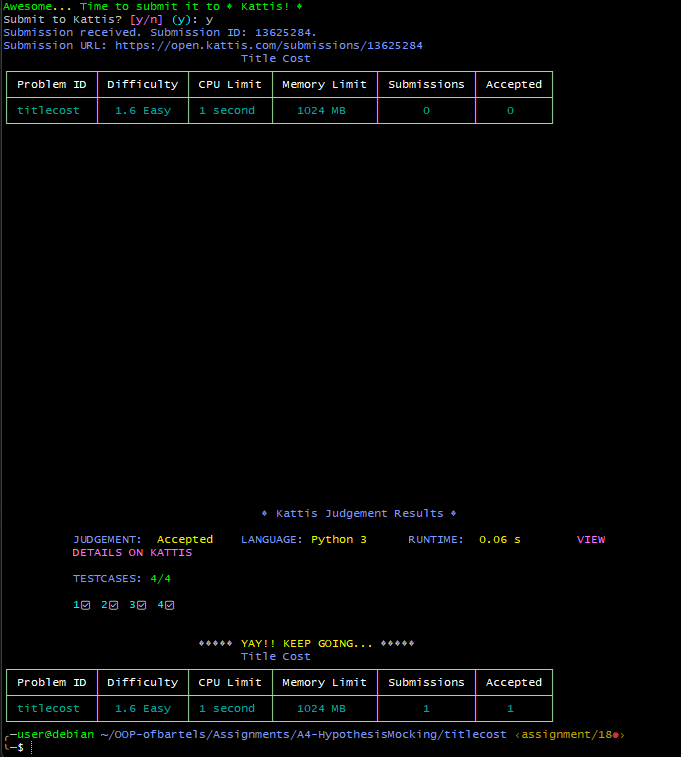 Awesome... Time to submit it to ♦ Kattis! ♦
Submit to Kattis? [y/n] (y): y
Submission received. Submission ID: 13625284.
Submission URL: https://open.kattis.com/submissions/13625284
Title Cost
Problem ID Difficulty CPU Limit Memory Limit Submissions Accepted
titlecost 1.6 Easy 1 second 1024 MB 0 0
♦ Kattis Judgement Results ♦
JUDGEMENT: Accepted LANGUAGE: Python 3 RUNTIME: 0.06 s VIEW
DETAILS ON KATTIS
TESTCASES: 4/4
1☑ 2☑ 3☑ 4☑
♦♦♦♦♦ YAY!! KEEP GOING... ♦♦♦♦♦
Title Cost
Problem ID Difficulty CPU Limit Memory Limit Submissions Accepted
titlecost 1.6 Easy 1 second 1024 MB 1 1
╭─user@debian ~/OOP-ofbartels/Assignments/A4-HypothesisMocking/titlecost ‹assignment/18●›
╰─$